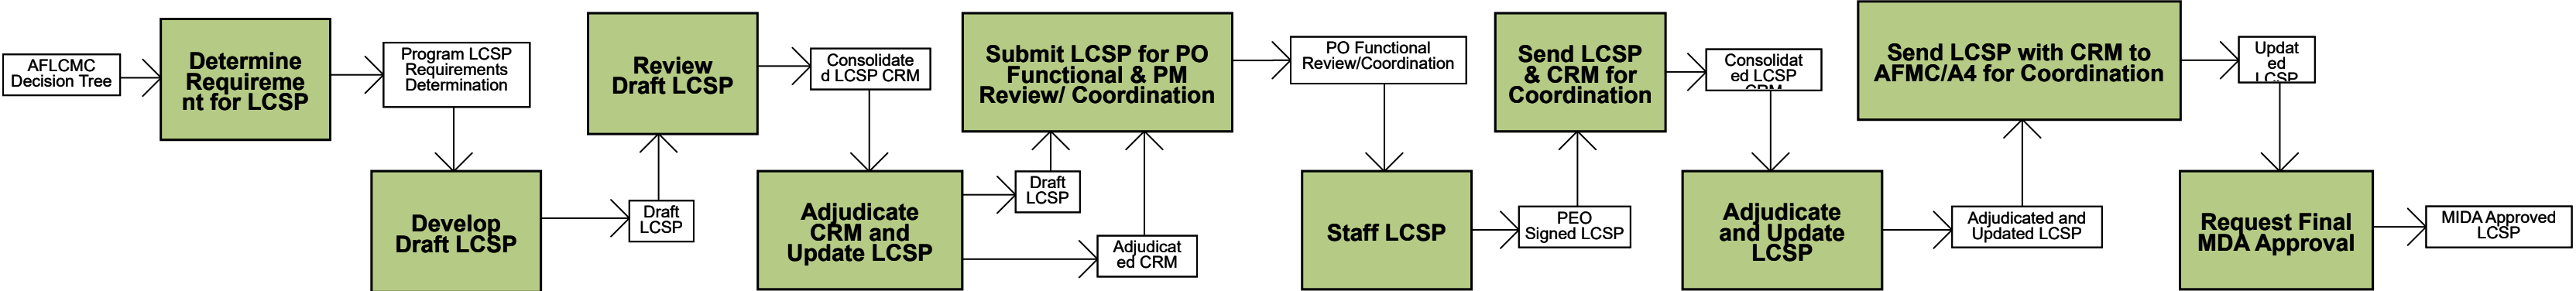 AFLCMC
Decision Tree
Determine
Requireme
nt for LCSP
Program LCSP
Requirements
Determination
Develop
Draft LCSP
Draft
LCSP
Review
Draft LCSP
Consolidate
d LCSP CRM
Adjudicate
CRM and
Update LCSP
Draft
LCSP
Adjudicat
ed CRM
Submit LCSP for PO
Functional & PM
Review/ Coordination
PO Functional
Review/Coordination
Staff LCSP
PEO
Signed LCSP
Send LCSP
& CRM for
Coordination
Consolidat
ed LCSP
CRM
Adjudicate
and Update
LCSP
Adjudicated and
Updated LCSP
Send LCSP with CRM to
AFMC/A4 for Coordination
Updat
ed
LCSP
Request Final
MDA Approval
MIDA Approved
LCSP